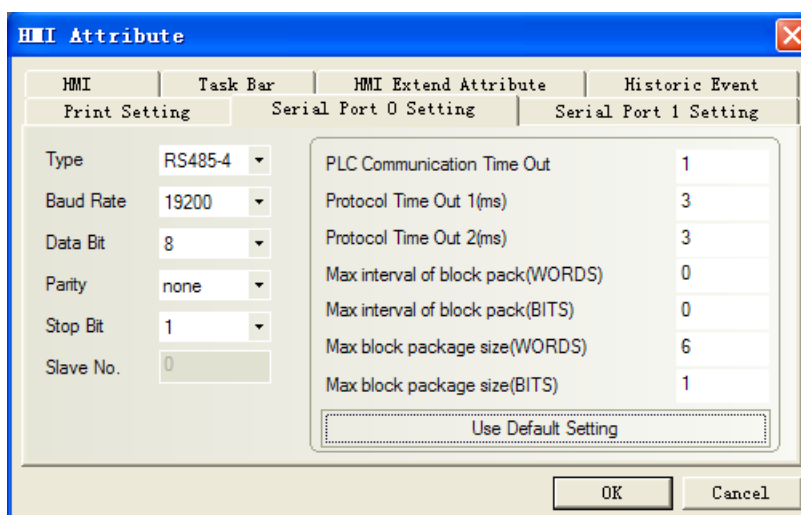 HMI Attribute
HMI
Task Bar
HMI Extend Attribute
Historic Event
Print Setting
Serial Port 0 Setting
Serial Port 1 Setting
Type
RS485-4
Baud Rate
19200
Data Bit
8
Parity
none
Stop Bit
1
Slave No.
0
PLC Communication Time Out
1
Protocol Time Out 1(ms)
3
Protocol Time Out 2(ms)
3
Max interval of block pack(WORDS)
0
Max interval of block pack(BITS)
0
Max block package size(WORDS)
6
Max block package size(BITS)
1
Use Default Setting
OK
Cancel